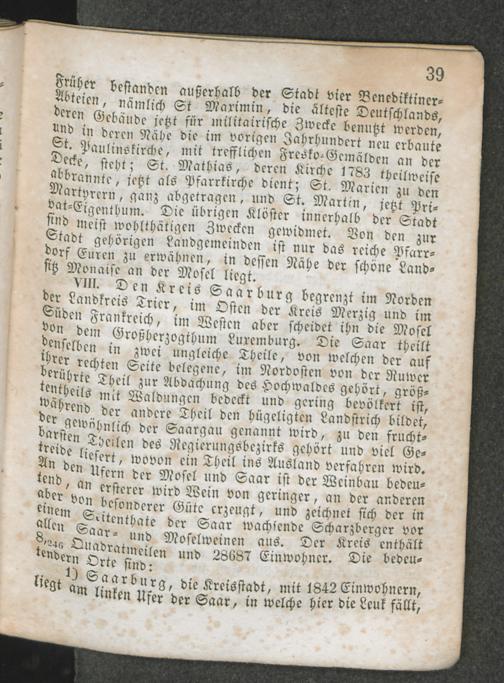 39
Früher bestanden außerhalb der Stadt vier Benediktiner-
Abteien, nämlich St Maximin, die älteste Deutschlands,
deren Gebäude jetzt für militairische Zwecke benutzt werden,
und in deren Nähe die im vorigen Jahrhundert neu erbaute
St. Paulinskirche, mit trefflichen Fresko-Gemälden an der
Decke, steht; St. Mathias, deren Kirche 1783 theilweise
abbrannte, jetzt als Pfarrkirche dient; St. Marien zu den
Martyrern, ganz abgetragen, und St. Martin, jetzt Pri-
vat-Eigenthum. Die übrigen Klöster innerhalb der Stadt
sind meist wohlthätigen Zwecken gewidmet. Von den zur
Stadt gehörigen Landgemeinden ist nur das reiche Pfarr-
dorf Euren zu erwähnen, in dessen Nähe der schöne Land-
sitz Monaise an der Mosel liegt.
VIII. Den Kreis Saarburg begrenzt im Norden
der Landkreis Trier, im Osten der Kreis Merzig und im
Süden Frankreich, im Westen aber scheidet ihn die Mosel
von dem Großherzogthum Luxemburg. Die Saar theilt
denselben in zwei ungleiche Theile, von welchen der auf
ihrer rechten Seite belegene, im Nordosten von der Ruwer
berührte Theil zur Abdachung des Hochwaldes gehört, größ-
tentheils mit Waldungen bedeckt und gering bevölkert ist,
während der andere Theil den hügeligten Landstrich bildet,
der gewöhnlich der Saargau genannt wird, zu den frucht-
barsten Theilen des Regierungsbezirks gehört und viel Ge-
treide liefert, wovon ein Theil ins Ausland verfahren wird.
An den Ufern der Mosel und Saar ist der Weinbau bedeu-
tend, an ersterer wird Wein von geringer, an der anderen
aber von besonderer Güte erzeugt, und zeichnet sich der in
einem Seitenthate der Saar wachsende Scharzberger vor
allen Saar- und Moselweinen aus. Der Kreis enthält
8,246 Quadratmeilen und 28687 Einwohner. Die bedeu-
tendern Orte sind:
1) Saarburg, die Kreisstadt, mit 1842 Einwohnern,
liegt am linken Ufer der Saar, in welche hier die Leuk fällt,